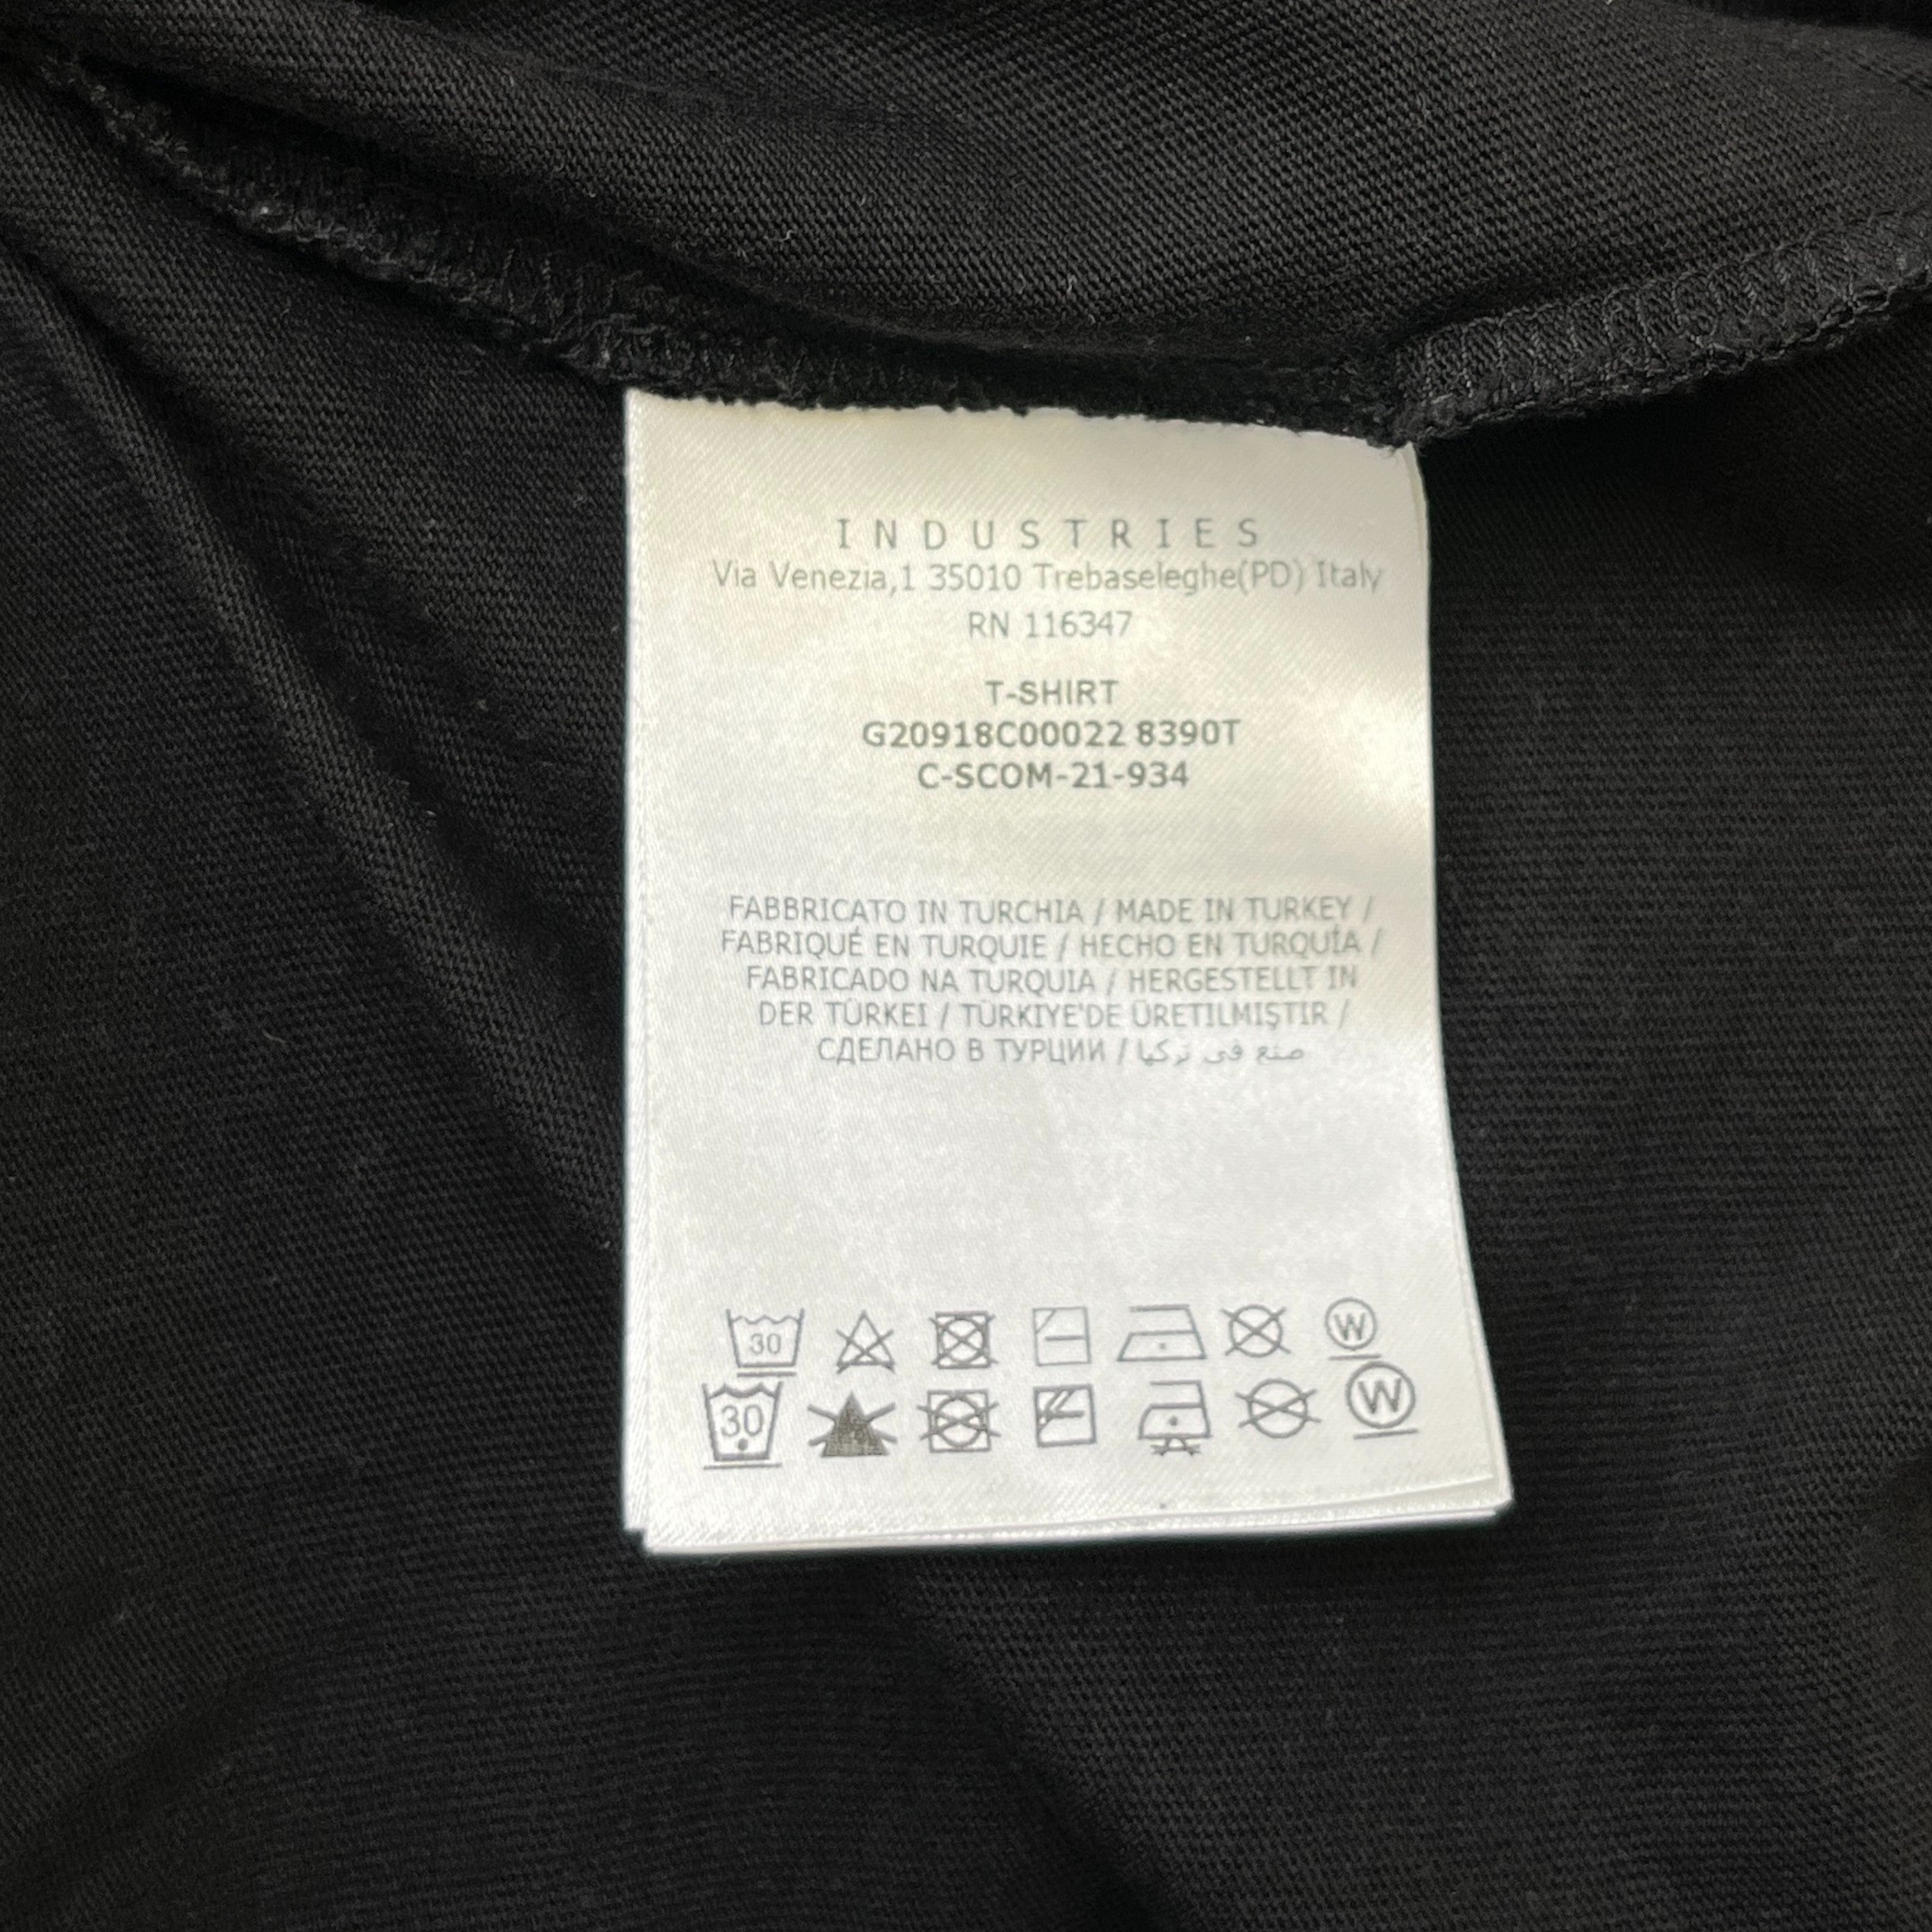 INDUSTRIES
Via Venezia,1 35010 Trebaseleghe(PD) Italy
RN 116347
T-SHIRT
G20918C00022 8390T
C-SCOM-21-934
FABBRICATO IN TURCHIA / MADE IN TURKEY /
FABRIQUÉ EN TURQUIE / HECHO EN TURQUÍA /
FABRICADO NA TURQUIA / HERGESTELLT IN
DER TÜRKEI / TÜRKIYE'DE ÜRETILMIŞTIR /
СДЕЛАНО В ТУРЦИИ / صنع في تركيا
30 W
30 W